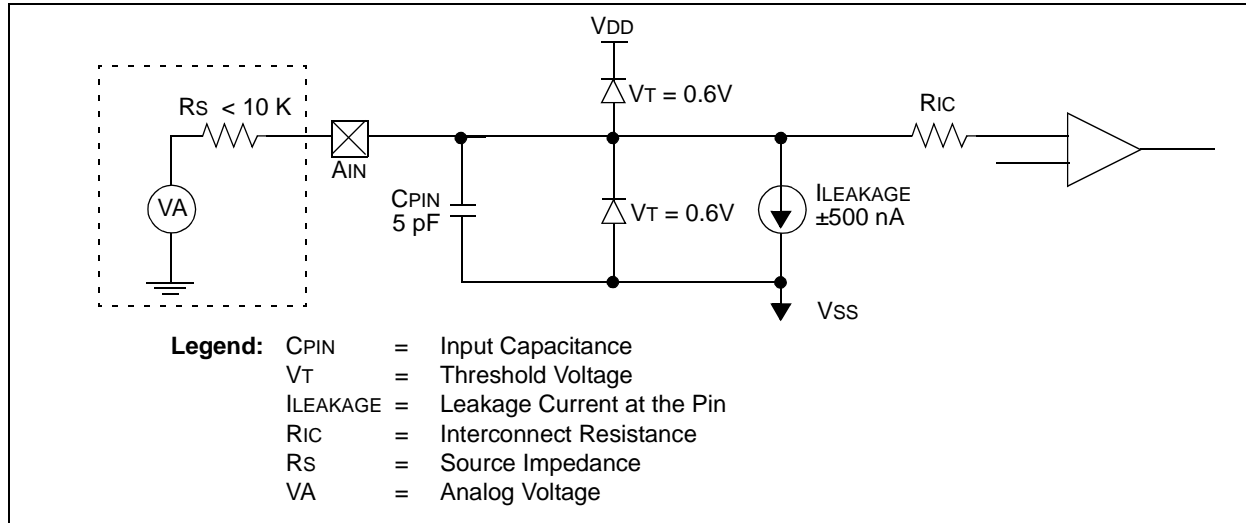 VDD
VT = 0.6V
RS < 10 K
RIC
AIN
CPIN
5 pF
VA
VT = 0.6V
ILEAKAGE
±500 nA
VSS
Legend: CPIN = Input Capacitance
VT = Threshold Voltage
ILEAKAGE = Leakage Current at the Pin
RIC = Interconnect Resistance
RS = Source Impedance
VA = Analog Voltage